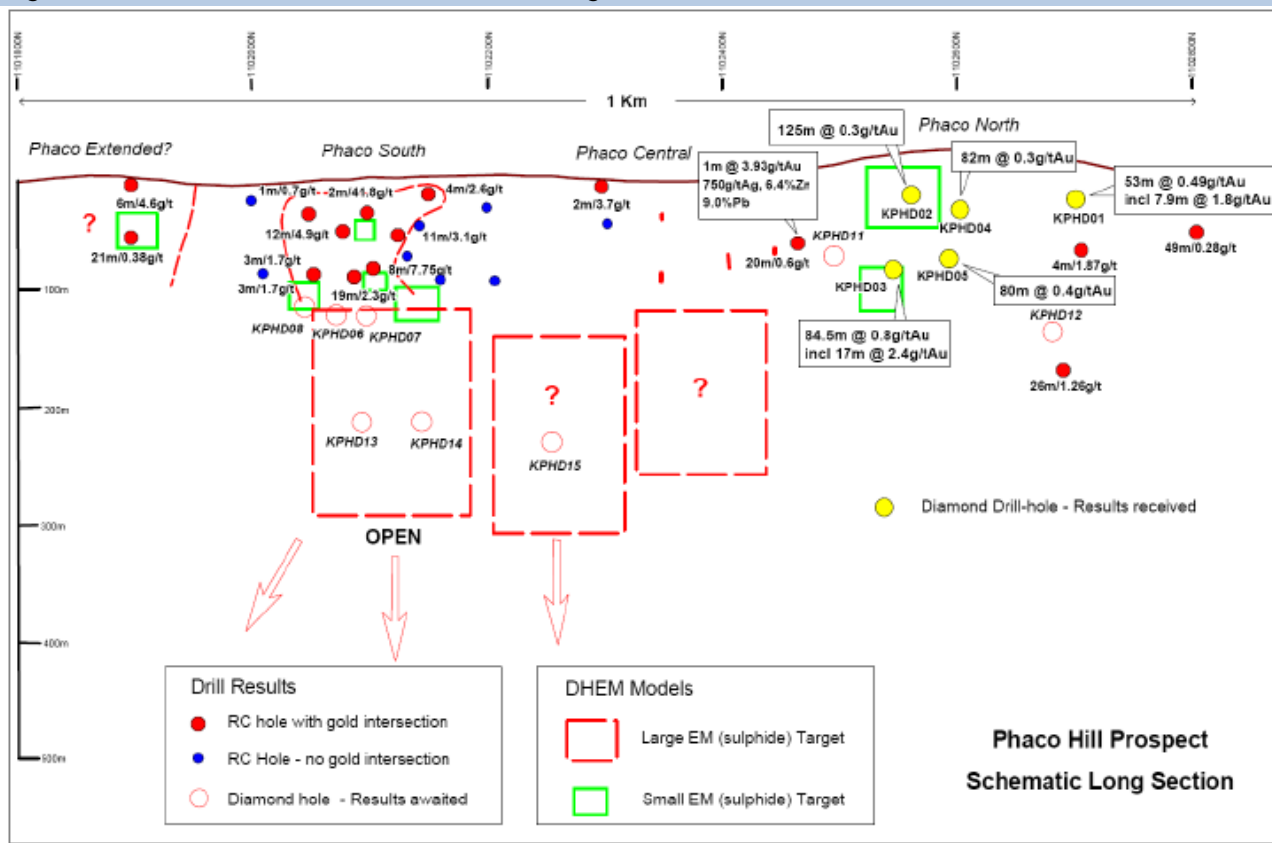 1101800N
1102000N
1102200N
1102400N
1102600N
1102800N
1 Km
Phaco Extended?
Phaco South
Phaco Central
Phaco North
125m @ 0.3g/tAu
82m @ 0.3g/tAu
1m @ 3.93g/tAu
750g/tAg, 6.4%Zn
9.0%Pb
53m @ 0.49g/tAu
incl 7.9m @ 1.8g/tAu
6m/4.6g/t
?
21m/0.38g/t
1m/0.7g/t
2m/41.8g/t
4m/2.6g/t
12m/4.9g/t
11m/3.1g/t
3m/1.7g/t
8m/7.75g/t
3m/1.7g/t
19m/2.3g/t
2m/3.7g/t
20m/0.6g/t
KPHD11
KPHD02
KPHD04
KPHD01
KPHD03
KPHD05
4m/1.87g/t
49m/0.28g/t
80m @ 0.4g/tAu
84.5m @ 0.8g/tAu
incl 17m @ 2.4g/tAu
KPHD12
26m/1.26g/t
100m
KPHD08
KPHD06
KPHD07
200m
KPHD13
KPHD14
?
KPHD15
?
300m
OPEN
400m
500m
Diamond Drill-hole - Results received
Drill Results
RC hole with gold intersection
RC Hole - no gold intersection
Diamond hole - Results awaited
DHEM Models
Large EM (sulphide) Target
Small EM (sulphide) Target
Phaco Hill Prospect
Schematic Long Section